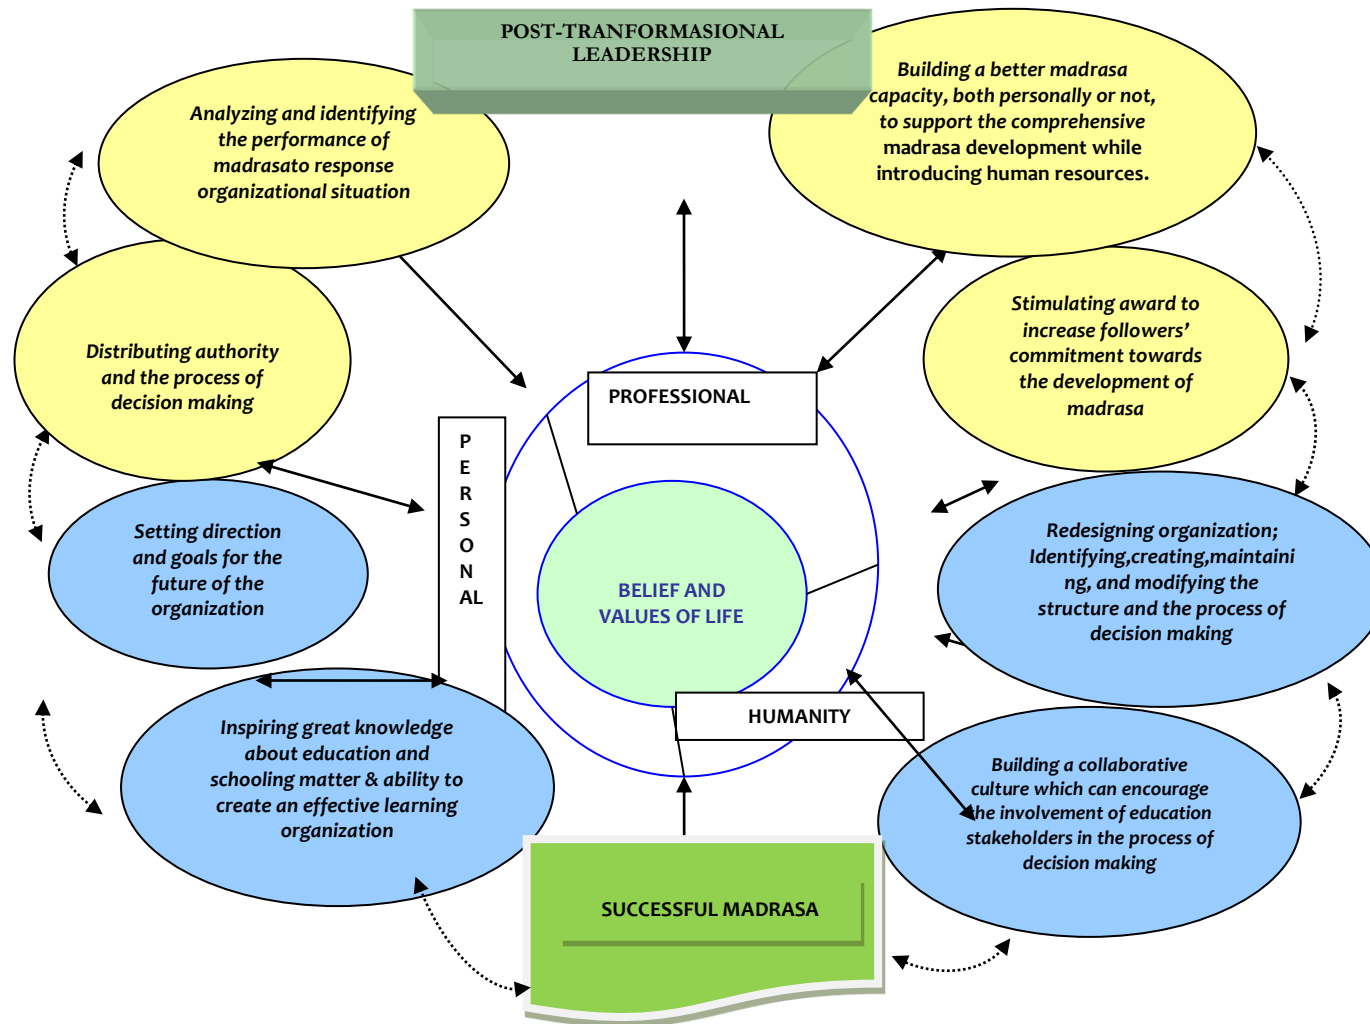 POST-TRANFORMASIONAL
LEADERSHIP
Analyzing and identifying
the performance of
madrasato response
organizational situation
Building a better madrasa
capacity, both personally or not,
to support the comprehensive
madrasa development while
introducing human resources.
Distributing authority
and the process of
decision making
Stimulating award to
increase followers’
commitment towards
the development of
madrasa
PROFESSIONAL
P
E
R
S
O
N
AL
Setting direction
and goals for the
future of the
organization
BELIEF AND
VALUES OF LIFE
Redesigning organization;
Identifying,creating,maintaini
ng, and modifying the
structure and the process of
decision making
Inspiring great knowledge
about education and
schooling matter & ability to
create an effective learning
organization
HUMANITY
Building a collaborative
culture which can encourage
the involvement of education
stakeholders in the process of
decision making
SUCCESSFUL MADRASA